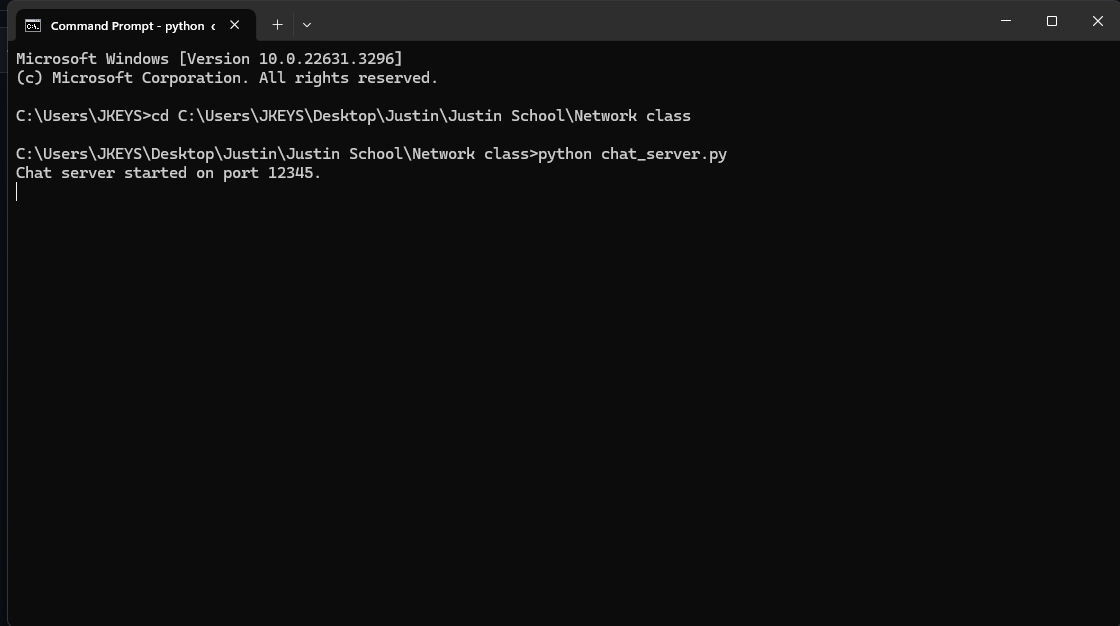 Command Prompt - python c
Microsoft Windows [Version 10.0.22631.3296]
(c) Microsoft Corporation. All rights reserved.
C:\Users\JKEYS>cd C:\Users\JKEYS\Desktop\Justin\Justin School\Network class
C:\Users\JKEYS\Desktop\Justin\Justin School\Network class>python chat_server.py
Chat server started on port 12345.